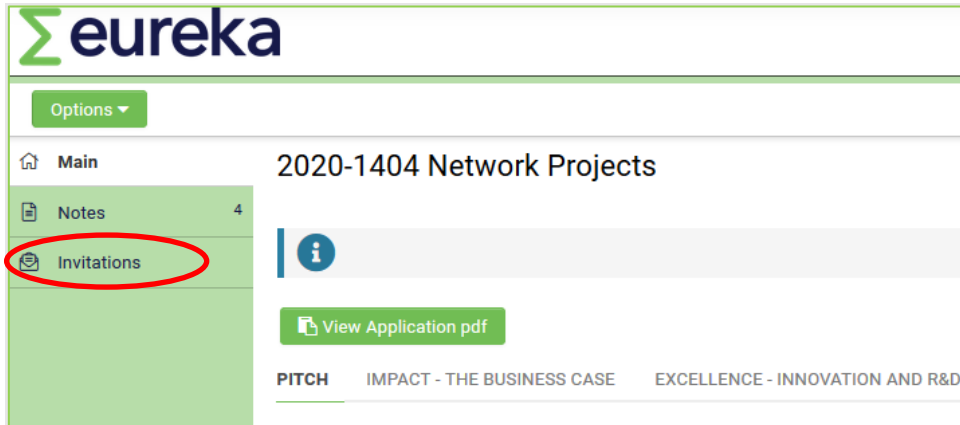 eureka
Options
Main
Notes 4
Invitations
2020-1404 Network Projects
View Application pdf
PITCH IMPACT - THE BUSINESS CASE EXCELLENCE - INNOVATION AND R&D